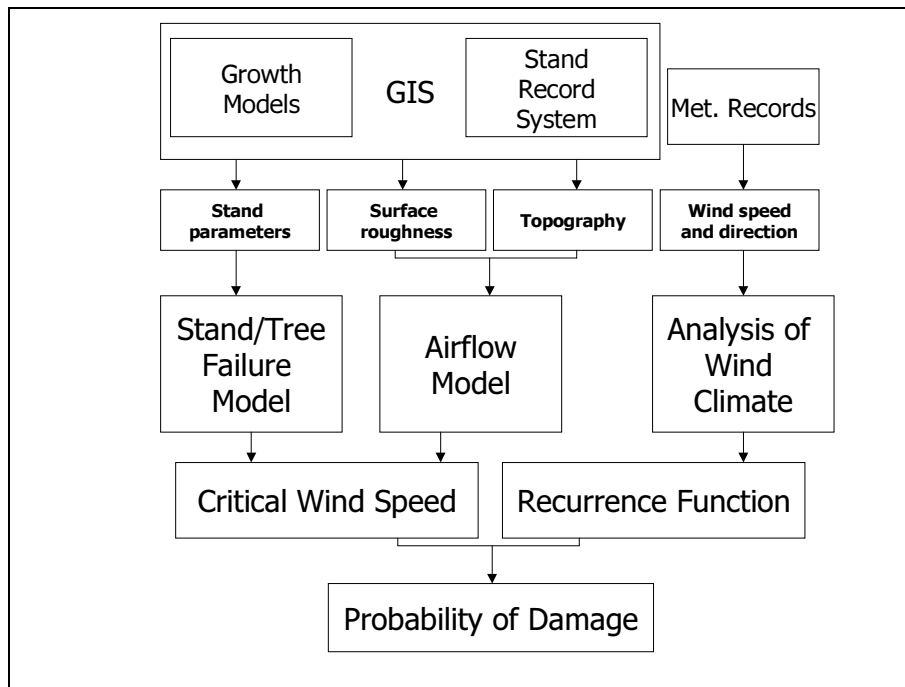 Growth
Models
GIS
Stand
Record
System
Met. Records
Stand
parameters
Surface
roughness
Topography
Wind speed
and direction
Stand/Tree
Failure
Model
Airflow
Model
Analysis of
Wind
Climate
Critical Wind Speed
Recurrence Function
Probability of Damage